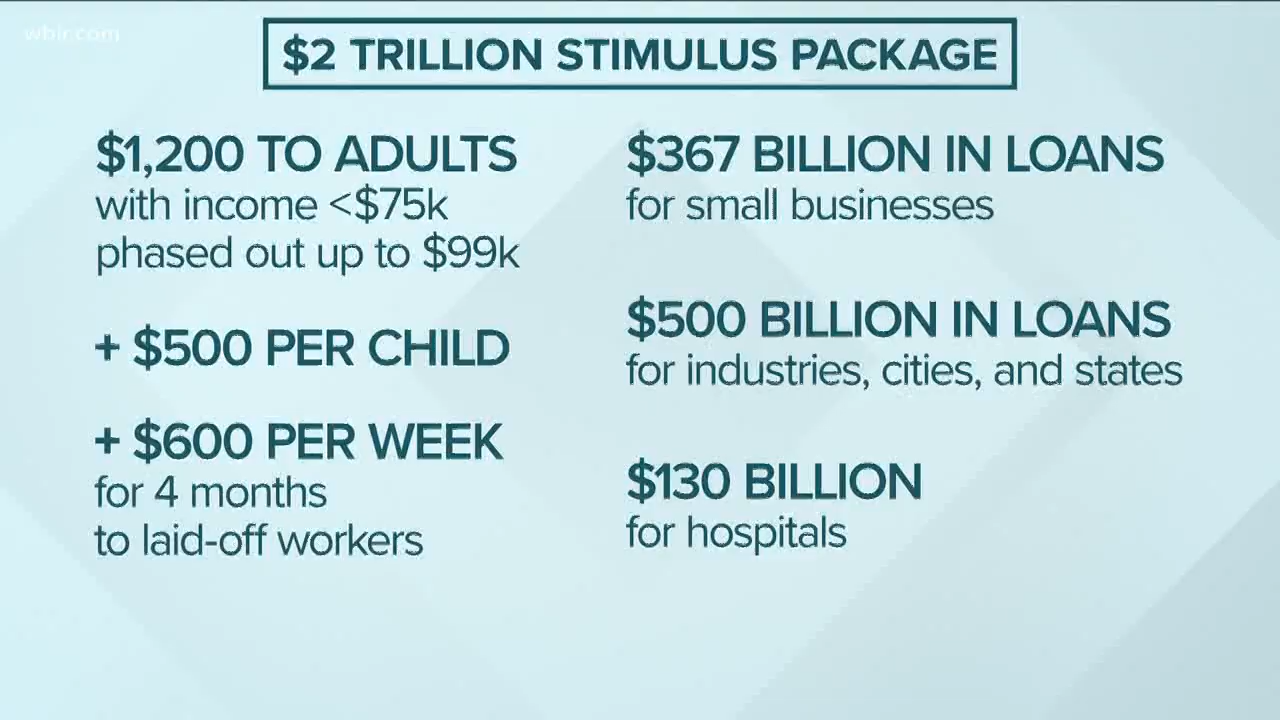 wbir.com
$2 TRILLION STIMULUS PACKAGE
$1,200 TO ADULTS
with income <$75k
phased out up to $99k
+ $500 PER CHILD
+ $600 PER WEEK
for 4 months
to laid-off workers
$367 BILLION IN LOANS
for small businesses
$500 BILLION IN LOANS
for industries, cities, and states
$130 BILLION
for hospitals